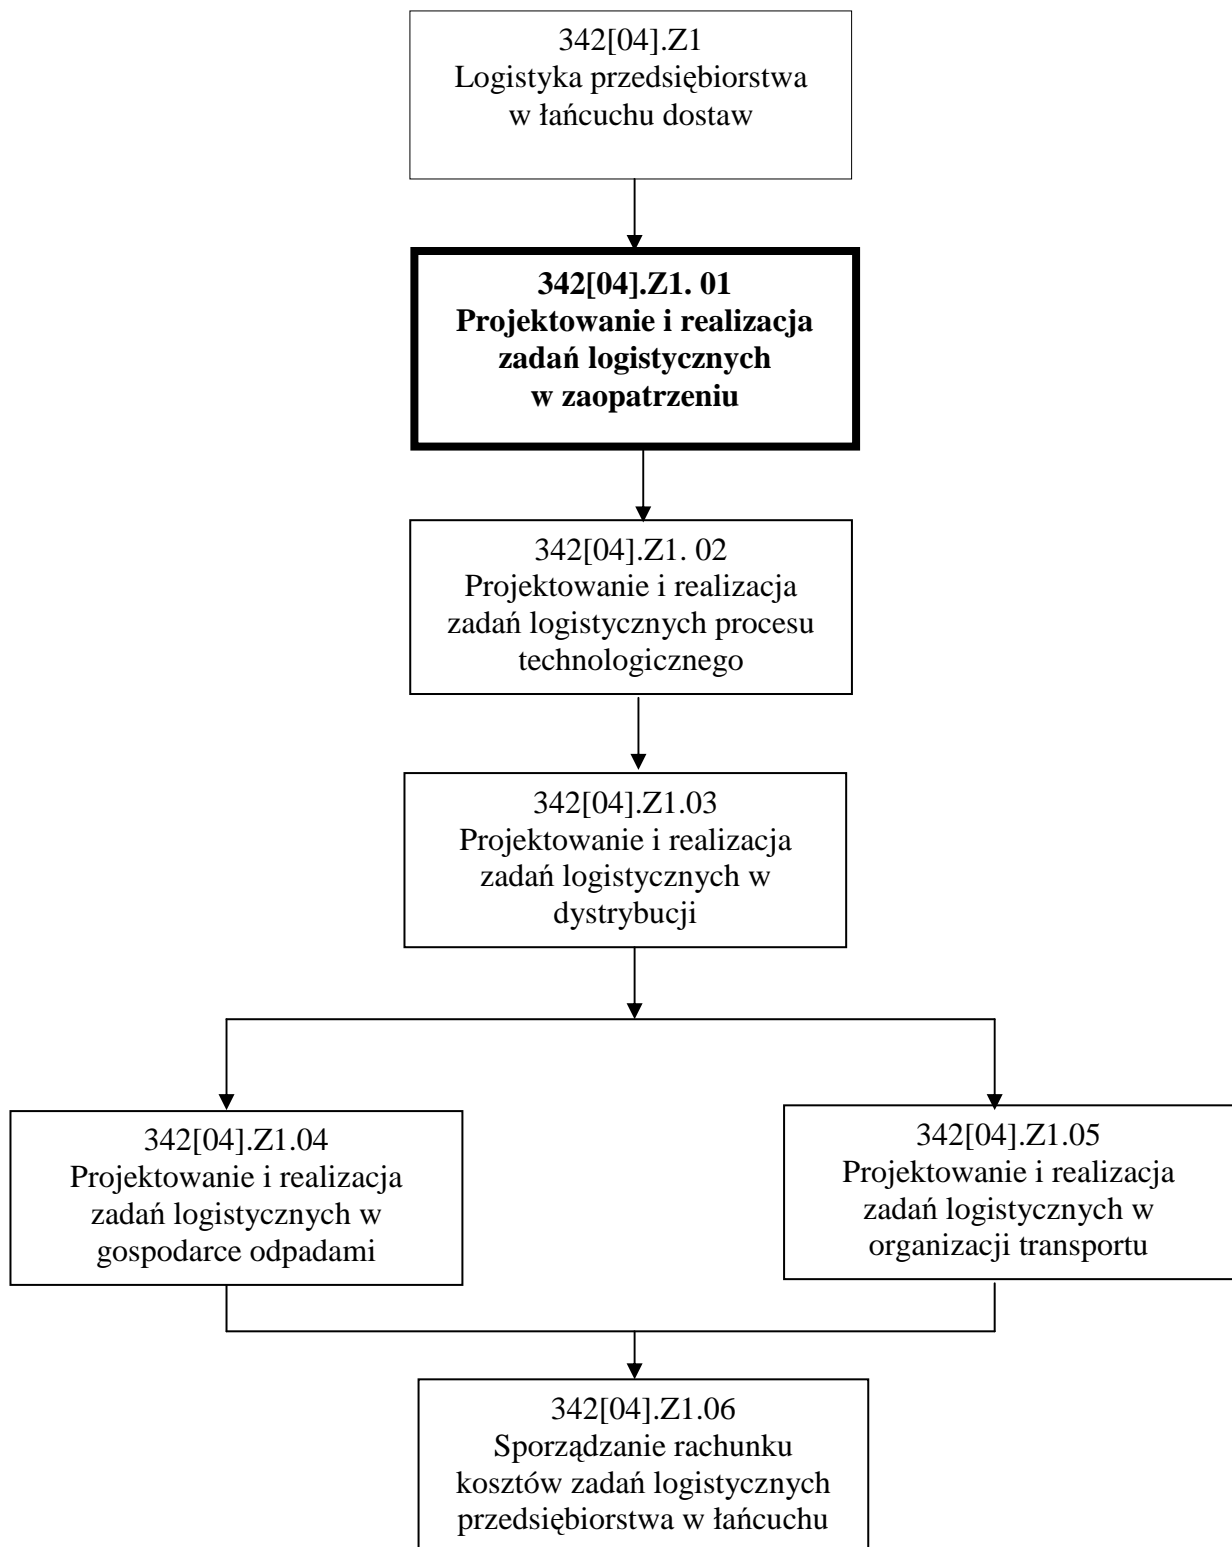 342[04].Z1
Logistyka przedsiębiorstwa
w łańcuchu dostaw
342[04].Z1. 01
Projektowanie i realizacja
zadań logistycznych
w zaopatrzeniu
342[04].Z1. 02
Projektowanie i realizacja
zadań logistycznych procesu
technologicznego
342[04].Z1.03
Projektowanie i realizacja
zadań logistycznych w
dystrybucji
342[04].Z1.04
Projektowanie i realizacja
zadań logistycznych w
gospodarce odpadami
342[04].Z1.05
Projektowanie i realizacja
zadań logistycznych w
organizacji transportu
342[04].Z1.06
Sporządzanie rachunku
kosztów zadań logistycznych
przedsiębiorstwa w łańcuchu